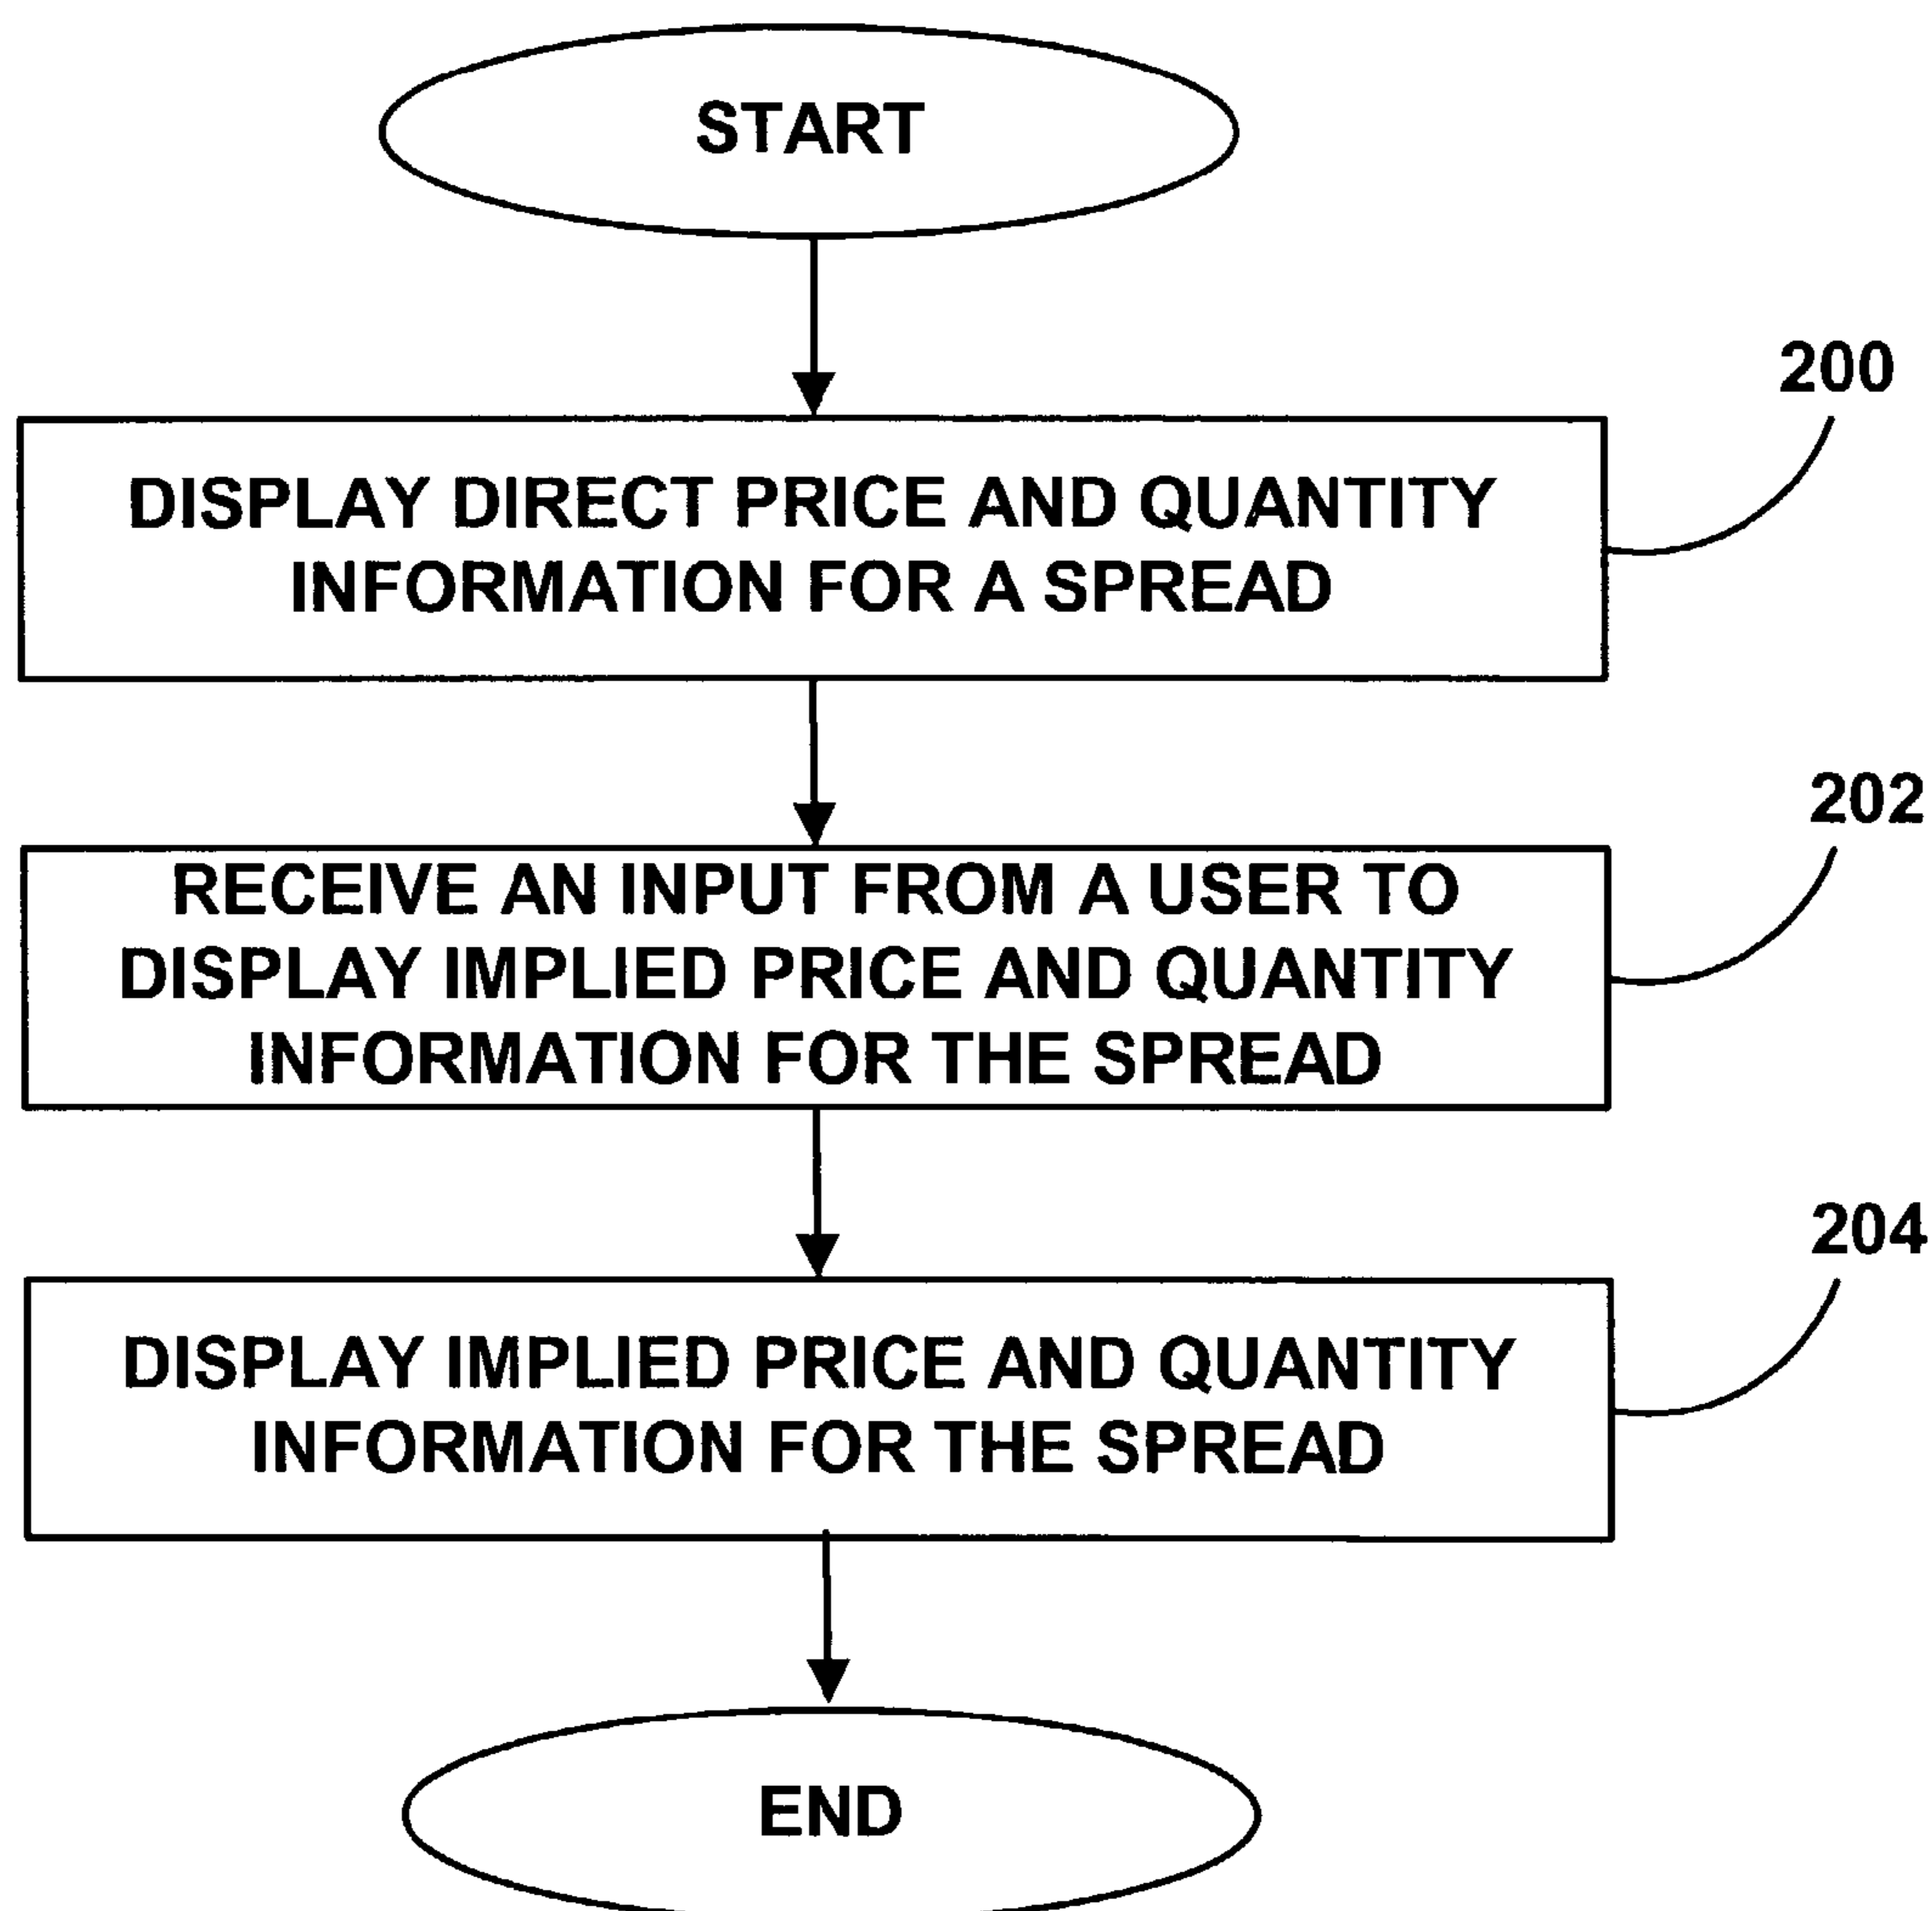 START
200
DISPLAY DIRECT PRICE AND QUANTITY
INFORMATION FOR A SPREAD
202
RECEIVE AN INPUT FROM A USER TO
DISPLAY IMPLIED PRICE AND QUANTITY
INFORMATION FOR THE SPREAD
204
DISPLAY IMPLIED PRICE AND QUANTITY
INFORMATION FOR THE SPREAD
END